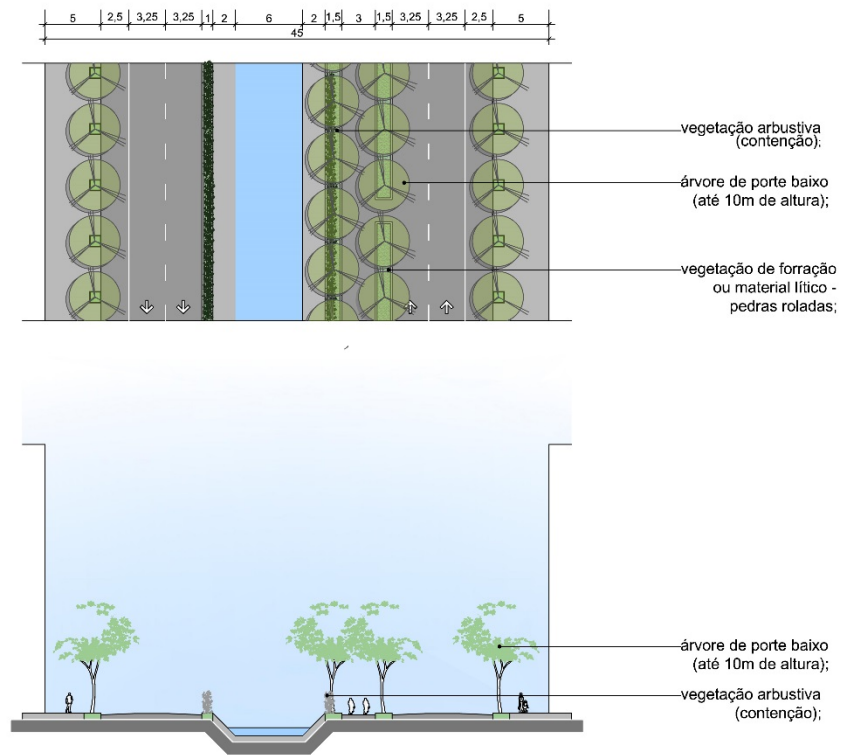 5 2,5 3,25 3,25 1 2 6 2 1,5 3 1,5 3,25 3,25 2,5 5
45
vegetação arbustiva
(contenção);
árvore de porte baixo
(até 10m de altura);
vegetação de forração
ou material lítico -
pedras roladas;
árvore de porte baixo
(até 10m de altura);
vegetação arbustiva
(contenção);